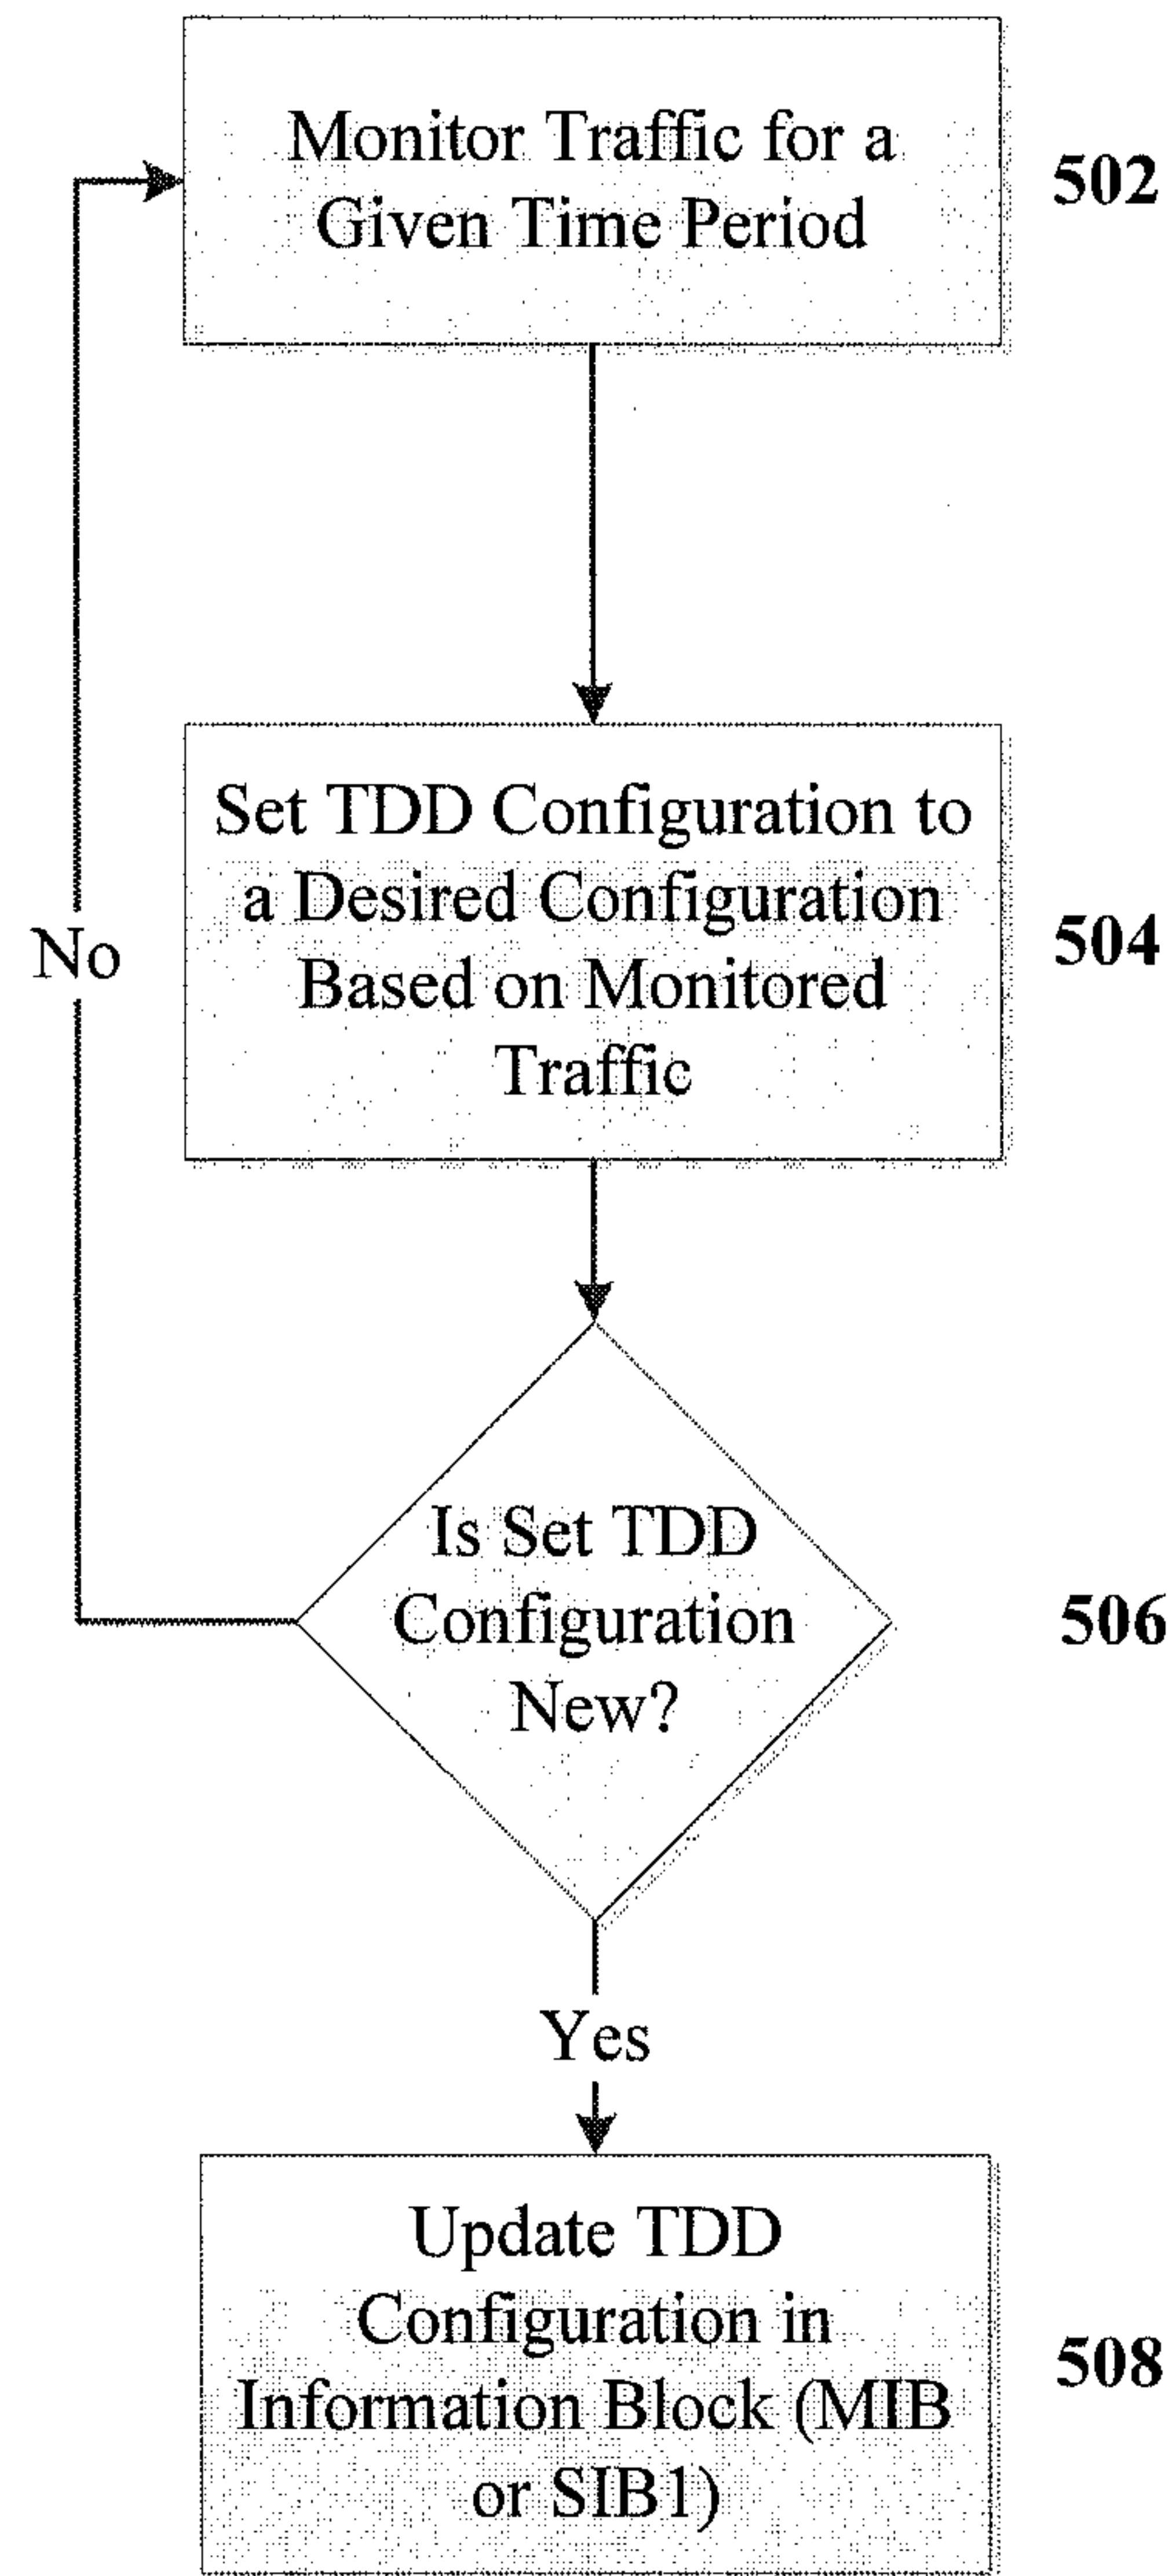 Monitor Traffic for a
Given Time Period
502
Set TDD Configuration to
a Desired Configuration
Based on Monitored
Traffic
504
No
Is Set TDD
Configuration
New?
506
Yes
Update TDD
Configuration in
Information Block (MIB
or SIB1)
508